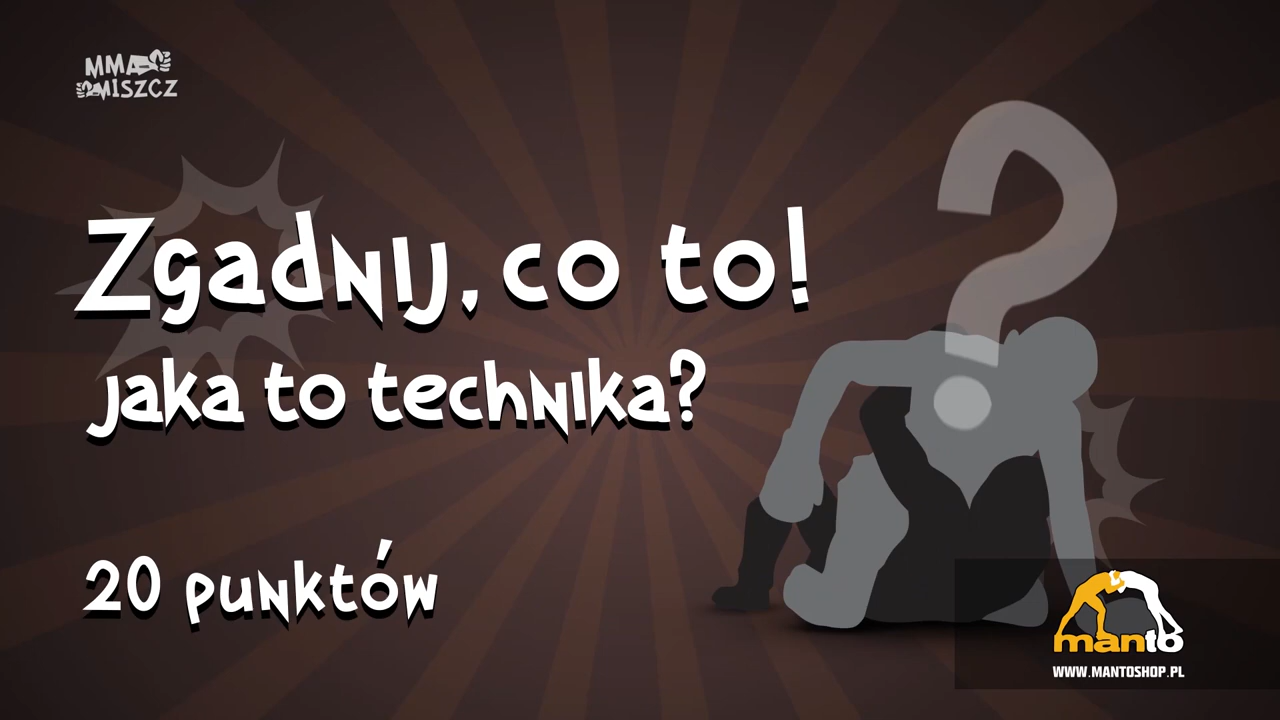 MMA
MISZCZ
Zgadnij, co to!
jaka to technika?
20 punktów
manto
WWW.MANTOSHOP.PL